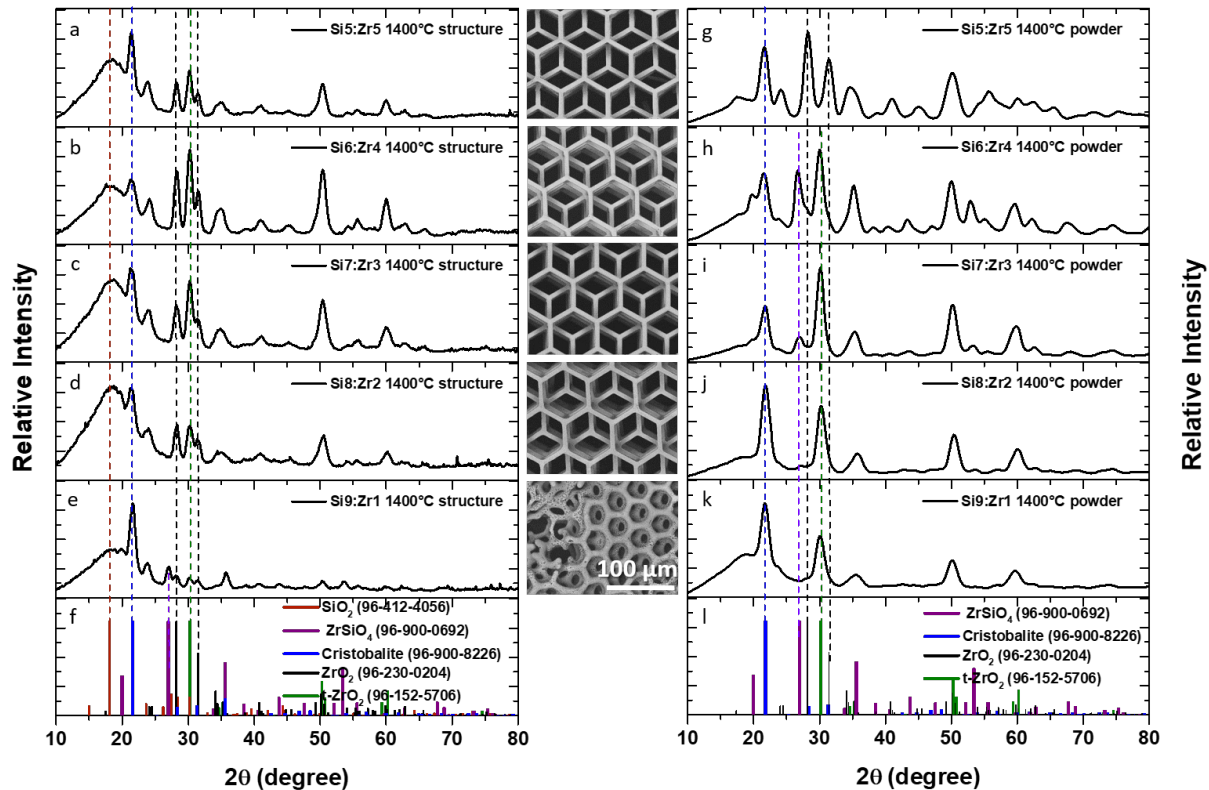 a
Si5:Zr5 1400°C structure
b
Si6:Zr4 1400°C structure
c
Si7:Zr3 1400°C structure
d
Si8:Zr2 1400°C structure
e
Si9:Zr1 1400°C structure
f
SiO2 (96-412-4056)
ZrSiO4 (96-900-0692)
Cristobalite (96-900-8226)
ZrO2 (96-230-0204)
t-ZrO2 (96-152-5706)
10 20 30 40 50 60 70 80
2θ (degree)
Relative Intensity
100 µm
g
Si5:Zr5 1400°C powder
h
Si6:Zr4 1400°C powder
i
Si7:Zr3 1400°C powder
j
Si8:Zr2 1400°C powder
k
Si9:Zr1 1400°C powder
l
ZrSiO4 (96-900-0692)
Cristobalite (96-900-8226)
ZrO2 (96-230-0204)
t-ZrO2 (96-152-5706)
10 20 30 40 50 60 70 80
2θ (degree)
Relative Intensity